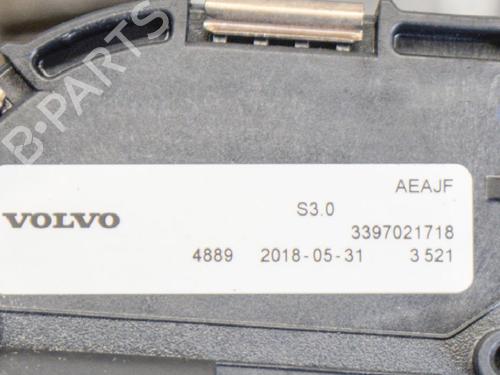 B-PARTS
AEAJF
VOLVO S3.0
3397021718
4889 2018-05-31 3 521